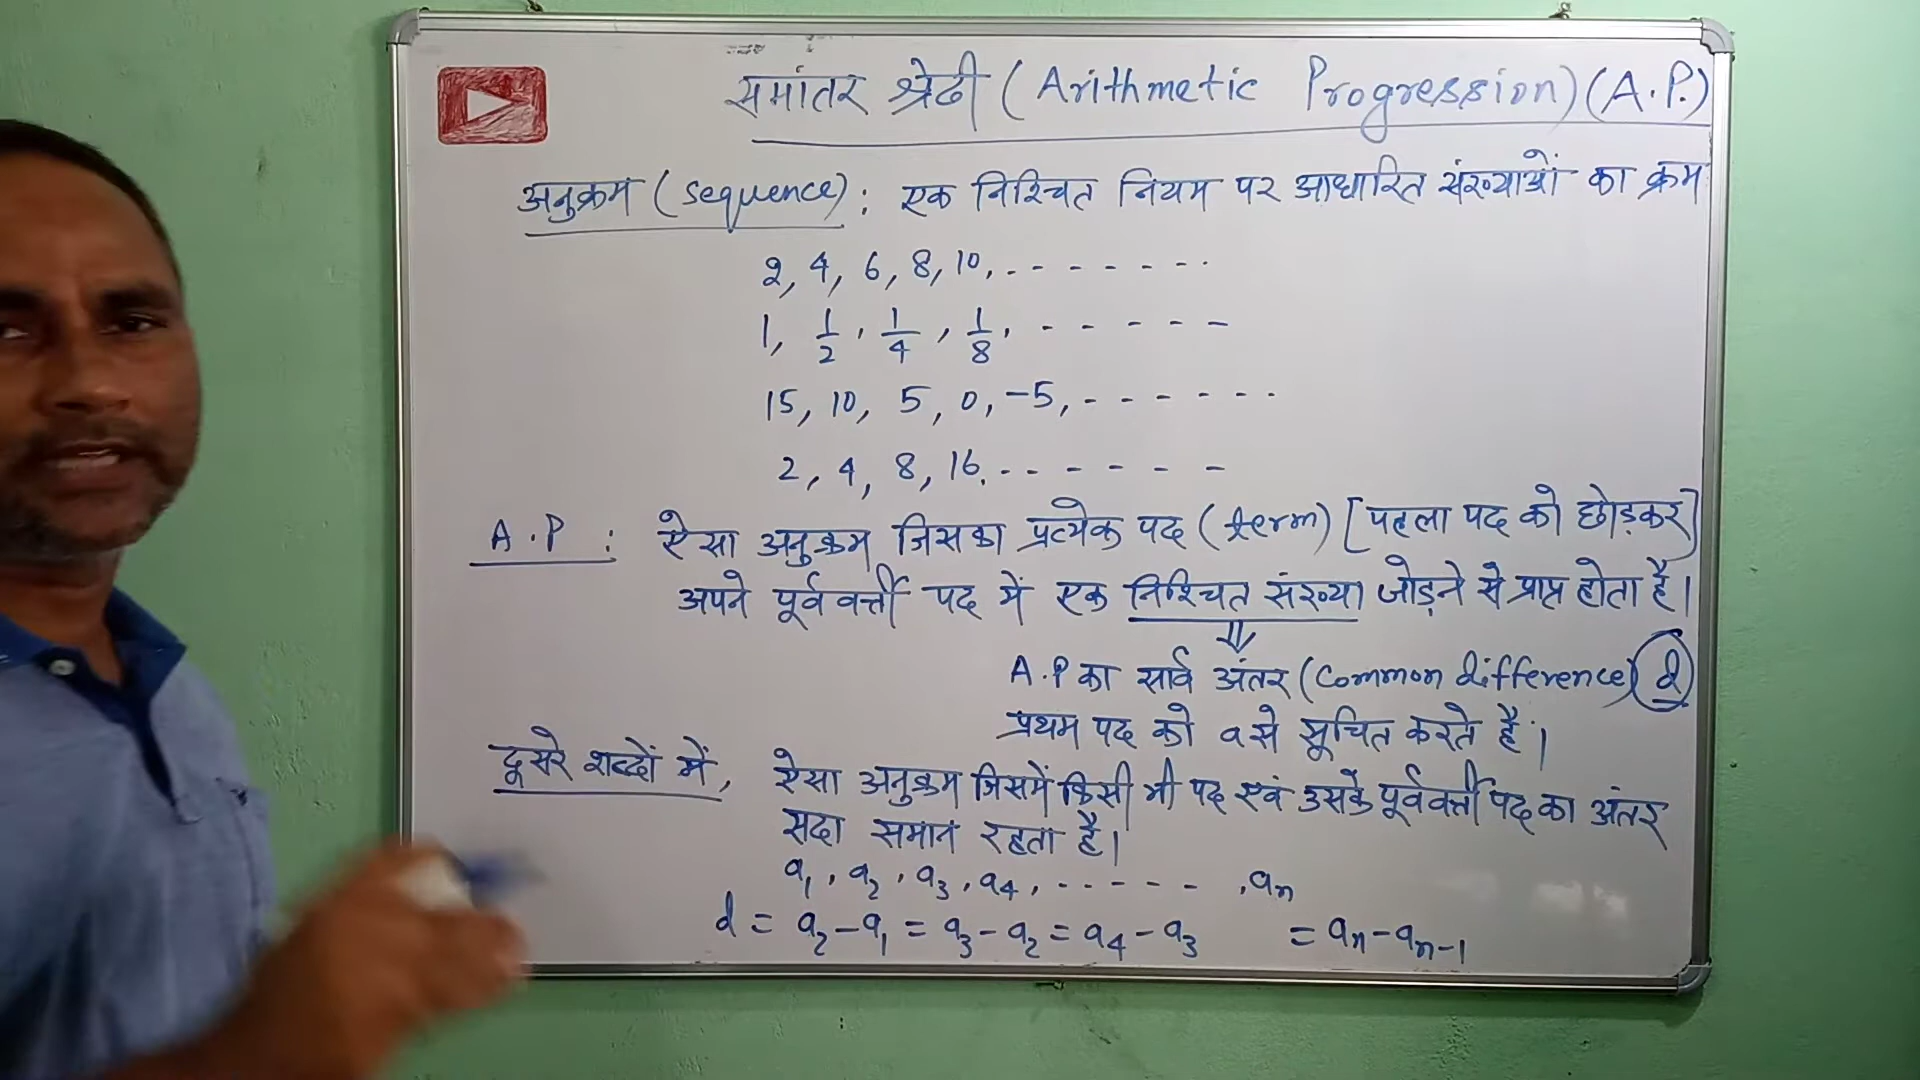 समांतर श्रेढी (Arithmetic Progression) (A.P.)
अनुक्रम (sequence): एक निश्चित नियम पर आधारित संख्याओं का क्रम
2, 4, 6, 8, 10, - - - - - - - -
1, 1/2, 1/4, 1/8, - - - - - -
15, 10, 5, 0, -5, - - - - - - -
2, 4, 8, 16, - - - - - - -
A.P : ऐसा अनुक्रम जिसका प्रत्येक पद (term) [पहला पद को छोड़कर]
अपने पूर्ववर्त्ती पद में एक निश्चित संख्या जोड़ने से प्राप्त होता है।
⇓
A.P का सार्व अंतर (Common difference) d
प्रथम पद को a से सूचित करते है।
दूसरे शब्दों में, ऐसा अनुक्रम जिसमें किसी भी पद एवं उसके पूर्ववर्त्ती पद का अंतर
सदा समान रहता है।
a₁, a₂, a₃, a₄, - - - - - - , aₙ
d = a₂ - a₁ = a₃ - a₂ = a₄ - a₃ = aₙ - aₙ₋₁